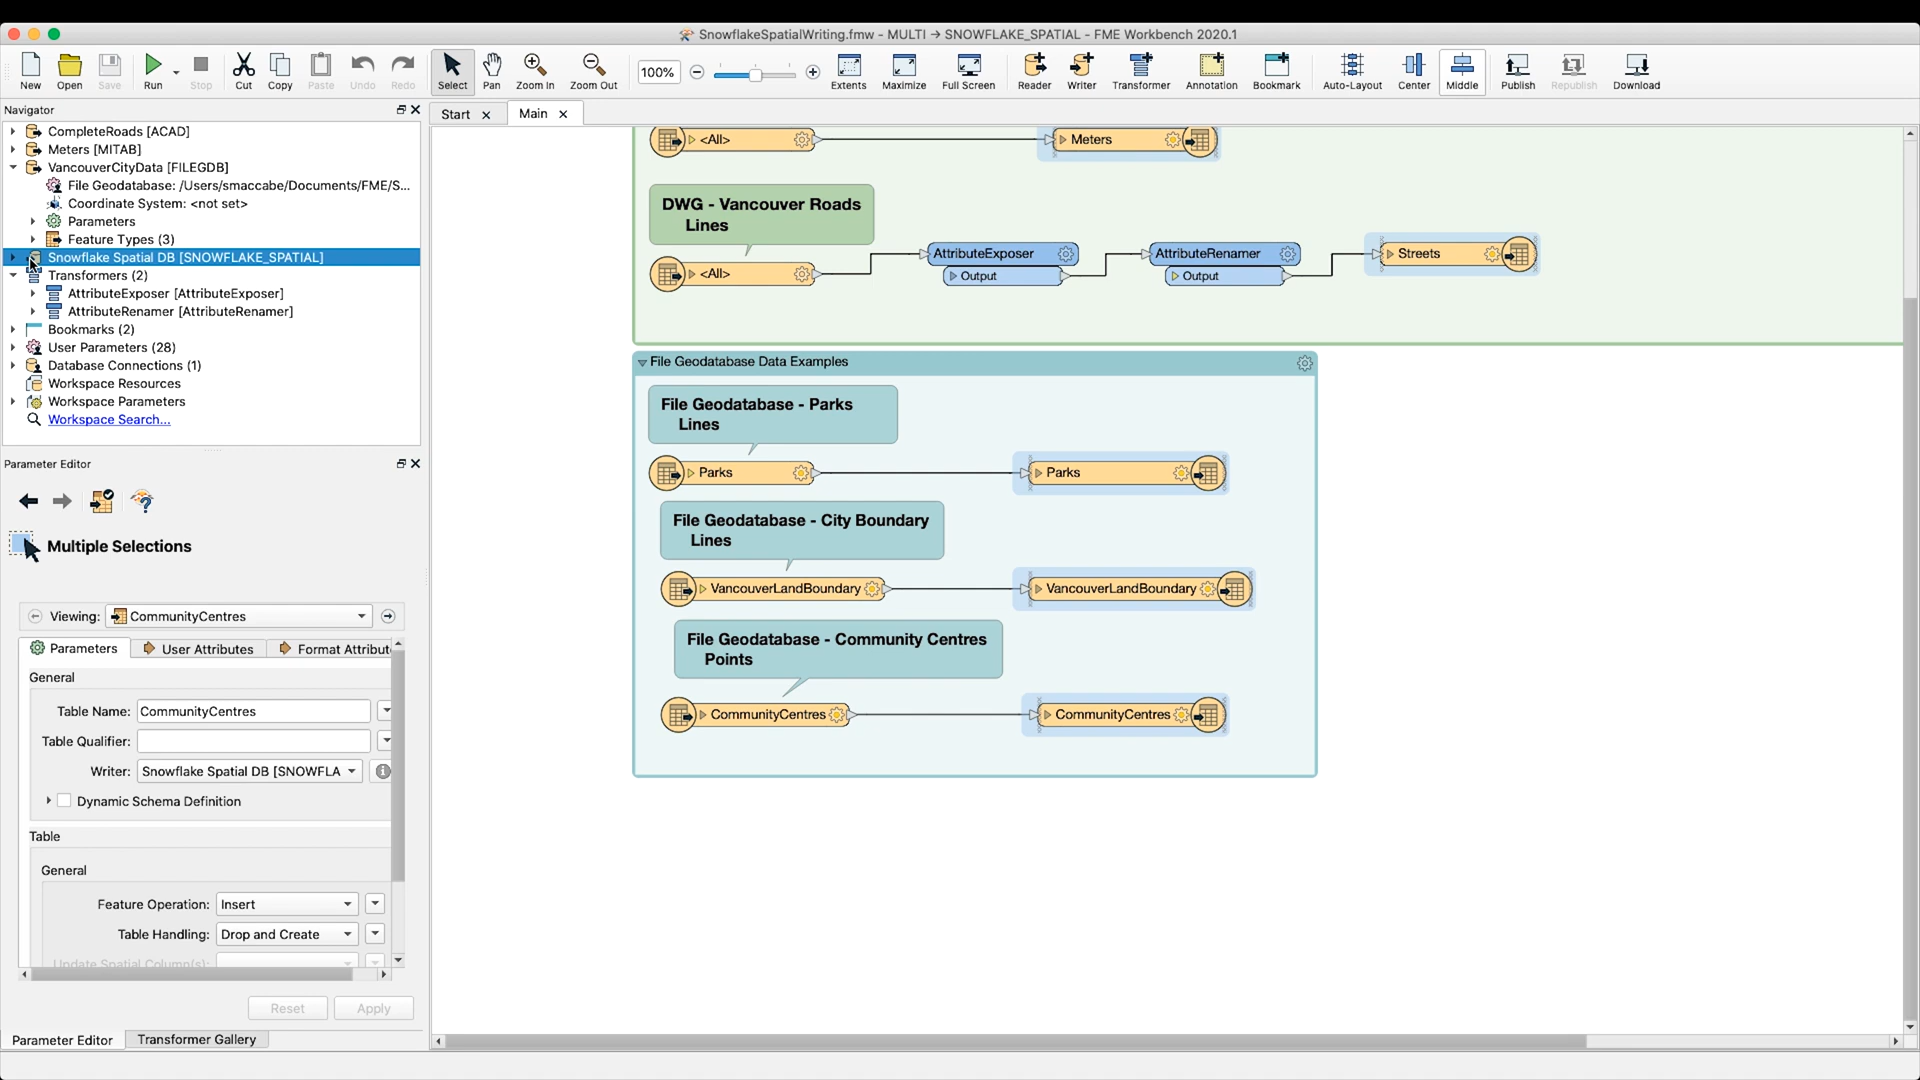 SnowflakeSpatialWriting.fmw - MULTI → SNOWFLAKE_SPATIAL - FME Workbench 2020.1
New Open Save Run Stop Cut Copy Paste Undo Redo Select Pan Zoom In Zoom Out 100% Extents Maximize Full Screen Reader Writer Transformer Annotation Bookmark Auto-Layout Center Middle Publish Republish Download
Navigator
Start
Main
CompleteRoads [ACAD]
Meters [MITAB]
VancouverCityData [FILEGDB]
File Geodatabase: /Users/smaccabe/Documents/FME/S...
Coordinate System: <not set>
Parameters
Feature Types (3)
Snowflake Spatial DB [SNOWFLAKE_SPATIAL]
Transformers (2)
AttributeExposer [AttributeExposer]
AttributeRenamer [AttributeRenamer]
Bookmarks (2)
User Parameters (28)
Database Connections (1)
Workspace Resources
Workspace Parameters
Workspace Search...
Parameter Editor
Multiple Selections
Viewing: CommunityCentres
Parameters User Attributes Format Attribut
General
Table Name: CommunityCentres
Table Qualifier:
Writer: Snowflake Spatial DB [SNOWFLA
Dynamic Schema Definition
Table
General
Feature Operation: Insert
Table Handling: Drop and Create
Update Spatial Column(s):
Reset Apply
Parameter Editor Transformer Gallery
<All> Meters
DWG - Vancouver Roads
Lines
<All> AttributeExposer AttributeRenamer Streets
Output Output
File Geodatabase Data Examples
File Geodatabase - Parks
Lines
Parks Parks
File Geodatabase - City Boundary
Lines
VancouverLandBoundary VancouverLandBoundary
File Geodatabase - Community Centres
Points
CommunityCentres CommunityCentres